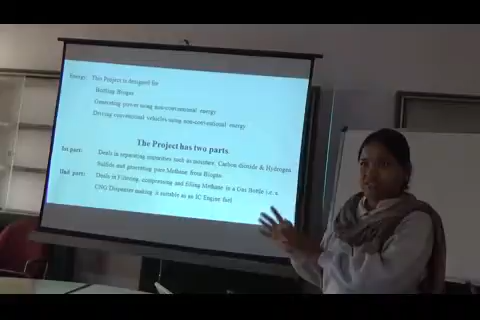 Energy: This Project is designed for
Bottling Biogas
Generating power using non-conventional energy
Driving conventional vehicles using non-conventional energy
The Project has two parts
Ist part: Deals in separating impurities such as moisture, Carbon dioxide & Hydrogen
Sulfide and generating pure Methane from Biogas
IInd part: Deals in Filtering, compressing and filling Methane in a Gas Bottle i.e. a
CNG Dispenser making it suitable as an IC Engine fuel